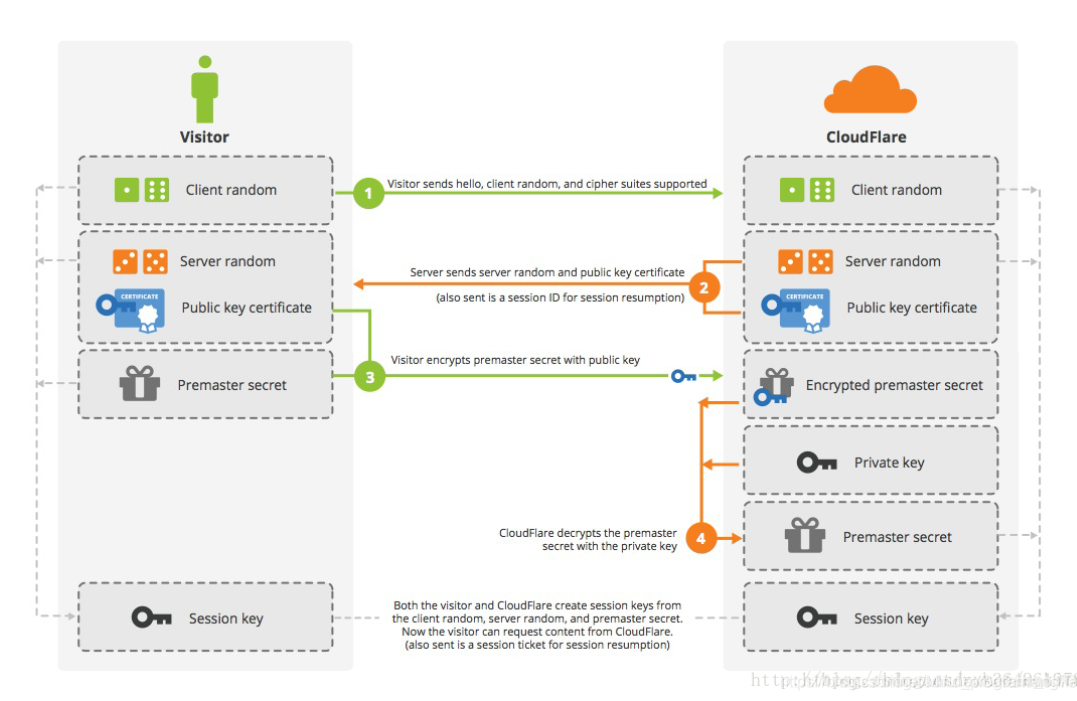 Visitor
CloudFlare
Client random
1
Visitor sends hello, client random, and cipher suites supported
Client random
Server random
Server sends server random and public key certificate
2
Server random
(also sent is a session ID for session resumption)
CERTIFICATE
Public key certificate
CERTIFICATE
Public key certificate
Visitor encrypts premaster secret with public key
Premaster secret
3
Encrypted premaster secret
Private key
CloudFlare decrypts the premaster
secret with the private key
4
Premaster secret
Session key
Both the visitor and CloudFlare create session keys from
the client random, server random, and premaster secret.
Now the visitor can request content from CloudFlare.
(also sent is a session ticket for session resumption)
Session key